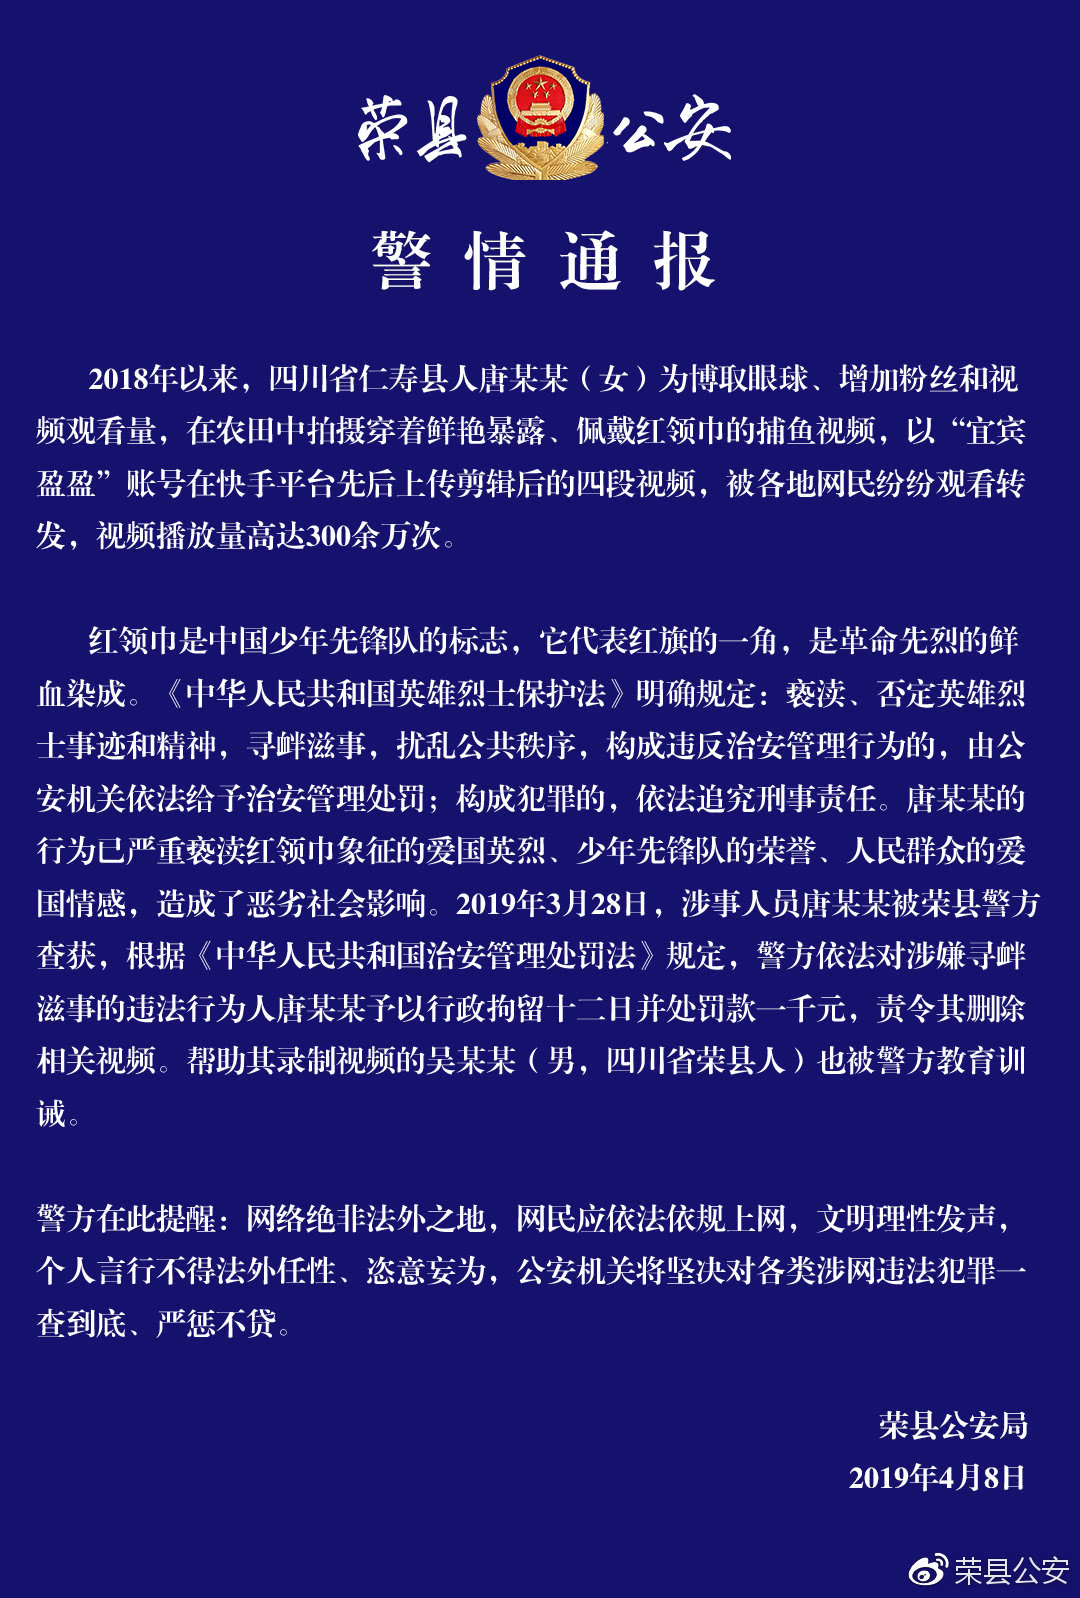 荣县公安
警情通报
2018年以来，四川省仁寿县人唐某某（女）为博取眼球、增加粉丝和视
频观看量，在农田中拍摄穿着鲜艳暴露、佩戴红领巾的捕鱼视频，以“宜宾
盈盈”账号在快手平台先后上传剪辑后的四段视频，被各地网民纷纷观看转
发，视频播放量高达300余万次。
红领巾是中国少年先锋队的标志，它代表红旗的一角，是革命先烈的鲜
血染成。《中华人民共和国英雄烈士保护法》明确规定：亵渎、否定英雄烈
士事迹和精神，寻衅滋事，扰乱公共秩序，构成违反治安管理行为的，由公
安机关依法给予治安管理处罚；构成犯罪的，依法追究刑事责任。唐某某的
行为已严重亵渎红领巾象征的爱国英烈、少年先锋队的荣誉、人民群众的爱
国情感，造成了恶劣社会影响。2019年3月28日，涉事人员唐某某被荣县警方
查获，根据《中华人民共和国治安管理处罚法》规定，警方依法对涉嫌寻衅
滋事的违法行为人唐某某予以行政拘留十二日并处罚款一千元，责令其删除
相关视频。帮助其录制视频的吴某某（男，四川省荣县人）也被警方教育训
诫。
警方在此提醒：网络绝非法外之地，网民应依法依规上网，文明理性发声，
个人言行不得法外任性、恣意妄为，公安机关将坚决对各类涉网违法犯罪一
查到底、严惩不贷。
荣县公安局
2019年4月8日
荣县公安